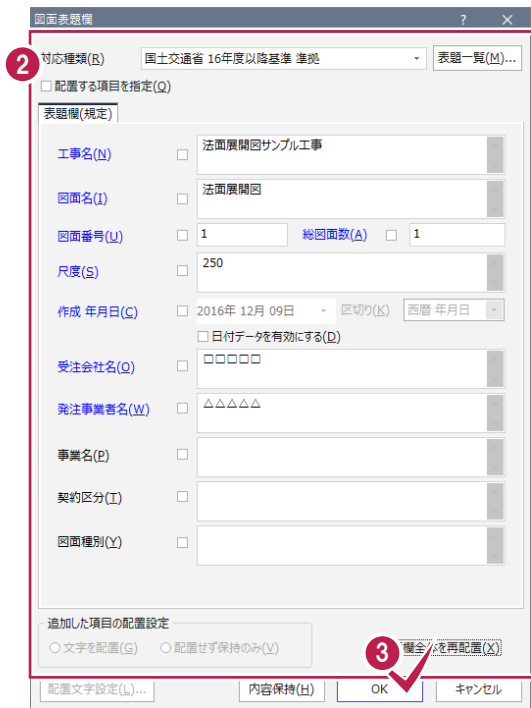 図面表題欄 ? ×
2
対応種類(R) 国土交通省 16年度以降基準 準拠 表題一覧(M)...
配置する項目を指定(Q)
表題欄(規定)
工事名(N) 法面展開図サンプル工事
図面名(I) 法面展開図
図面番号(U) 1 総図面数(A) 1
尺度(S) 250
作成 年月日(C) 2016年 12月 09日 区切り(K) 西暦 年月日
日付データを有効にする(D)
受注会社名(O) □□□□□
発注事業者名(W) △△△△△
事業名(P)
契約区分(T)
図面種別(Y)
追加した項目の配置設定
文字を配置(G) 配置せず保持のみ(V) 欄全体を再配置(X)
3
配置文字設定(L)... 内容保持(H) OK キャンセル